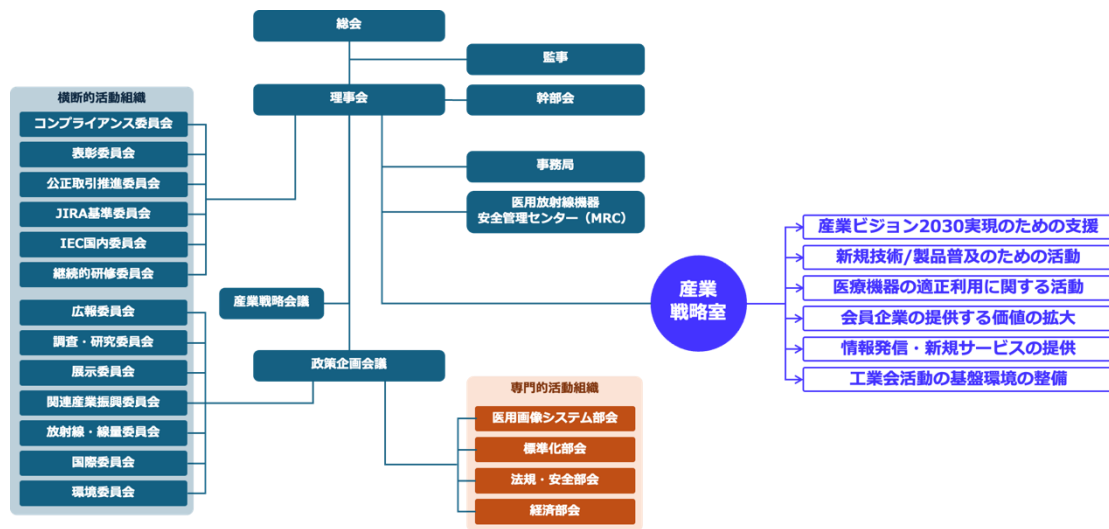 総会
監事
理事会
幹部会
横断的活動組織
コンプライアンス委員会
表彰委員会
公正取引推進委員会
JIRA基準委員会
IEC国内委員会
継続的研修委員会
広報委員会
調査・研究委員会
展示委員会
関連産業振興委員会
放射線・線量委員会
国際委員会
環境委員会
事務局
医用放射線機器
安全管理センター（MRC）
産業戦略会議
政策企画会議
専門的活動組織
医用画像システム部会
標準化部会
法規・安全部会
経済部会
産業
戦略室
産業ビジョン2030実現のための支援
新規技術/製品普及のための活動
医療機器の適正利用に関する活動
会員企業の提供する価値の拡大
情報発信・新規サービスの提供
工業会活動の基盤環境の整備